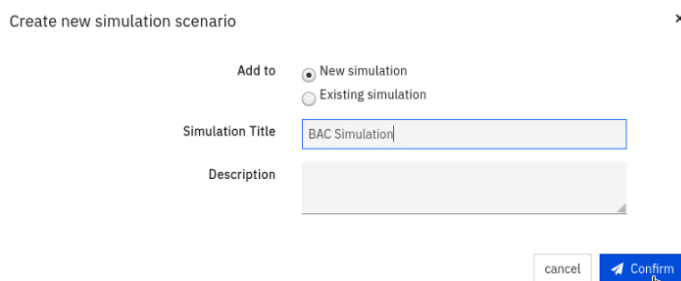 Create new simulation scenario
Add to
New simulation
Existing simulation
Simulation Title
BAC Simulation
Description
cancel
Confirm